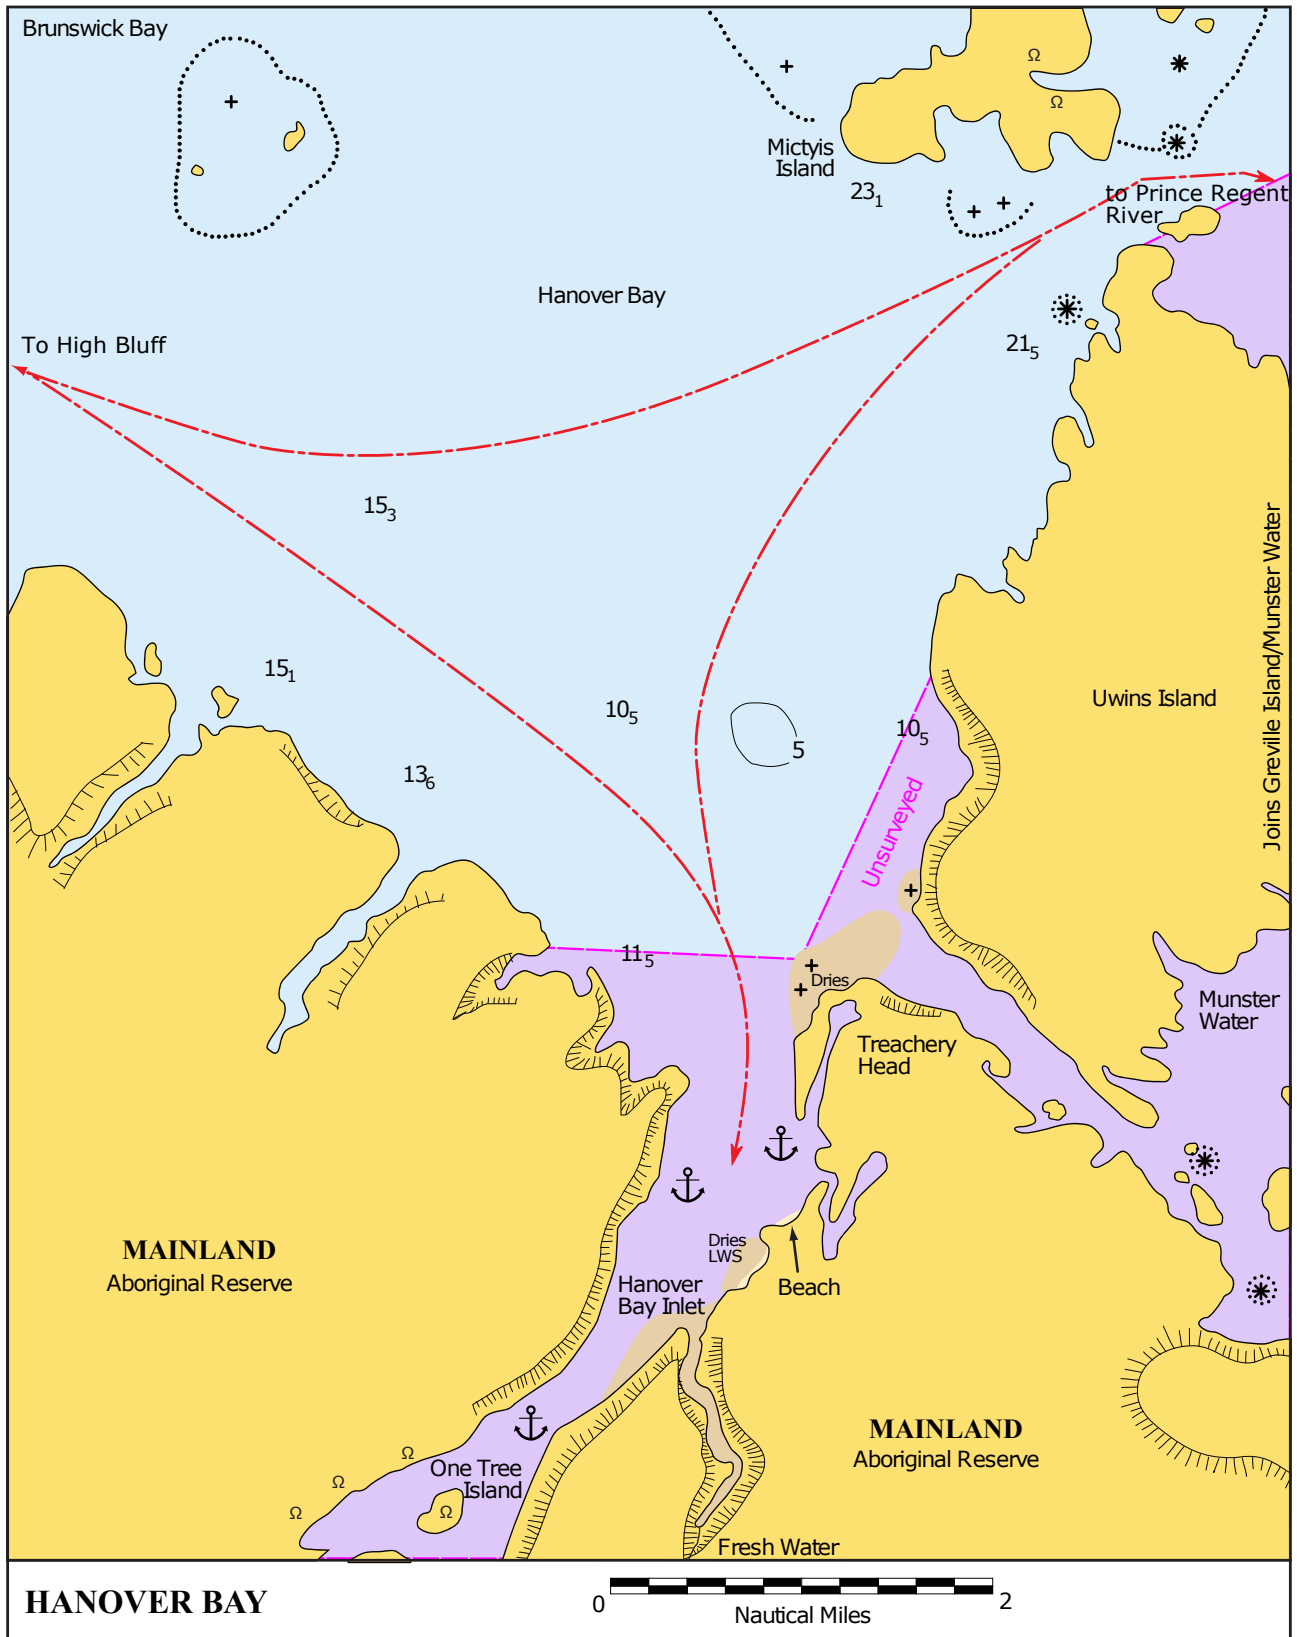 Brunswick Bay
Mictyis
Island
23₁
to Prince Regent
River
Hanover Bay
To High Bluff
21₅
15₃
Joins Greville Island/Munster Water
15₁
10₅
5
10₅
Uwins Island
13₆
Unsurveyed
11₅
Dries
Munster
Water
Treachery
Head
MAINLAND
Aboriginal Reserve
Dries
LWS
Hanover
Bay Inlet
Beach
MAINLAND
Aboriginal Reserve
One Tree
Island
Fresh Water
HANOVER BAY
0
2
Nautical Miles